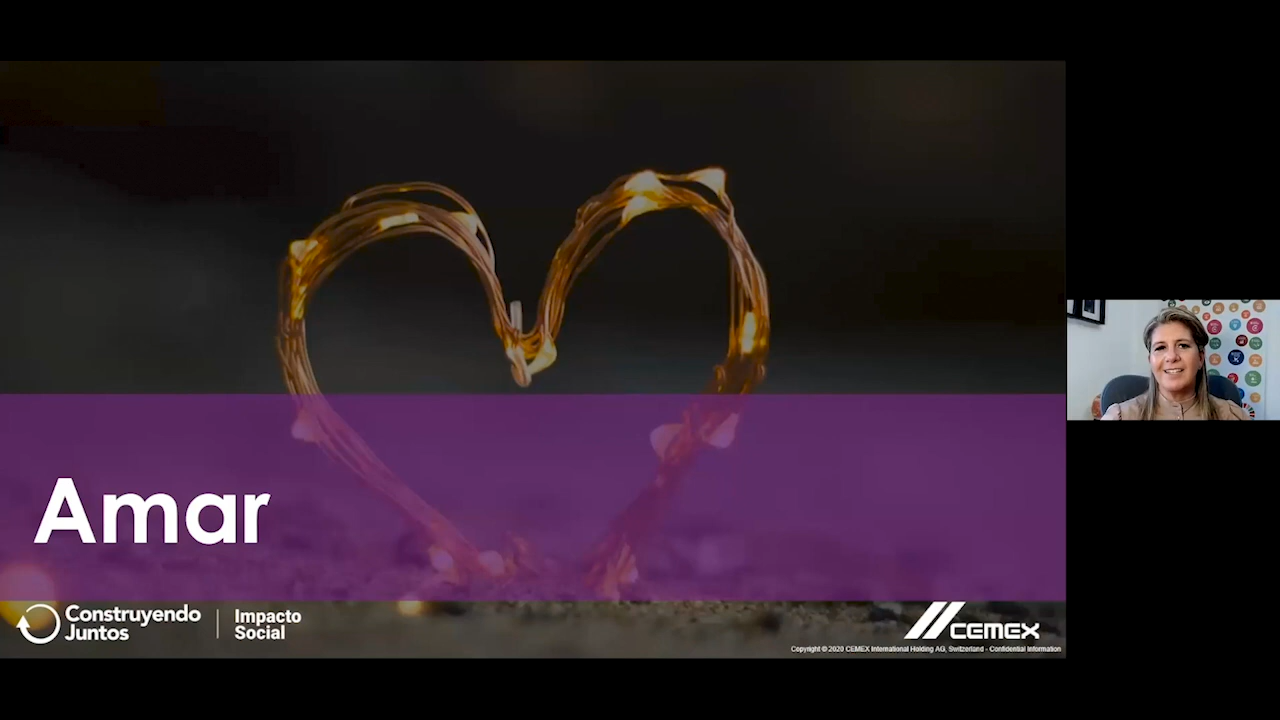 Amar
Construyendo
Juntos
Impacto
Social
CEMEX
Copyright © 2020 CEMEX International Holding AG, Switzerland - Confidential Information